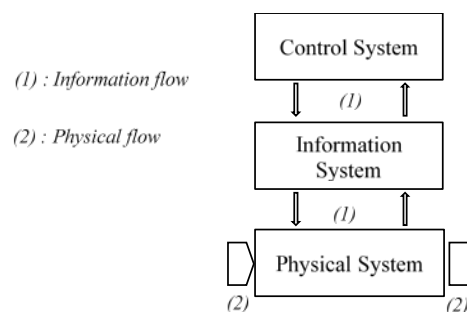 Control System
(1) : Information flow
(1)
(2) : Physical flow
Information
System
(1)
Physical System
(2)
(2)